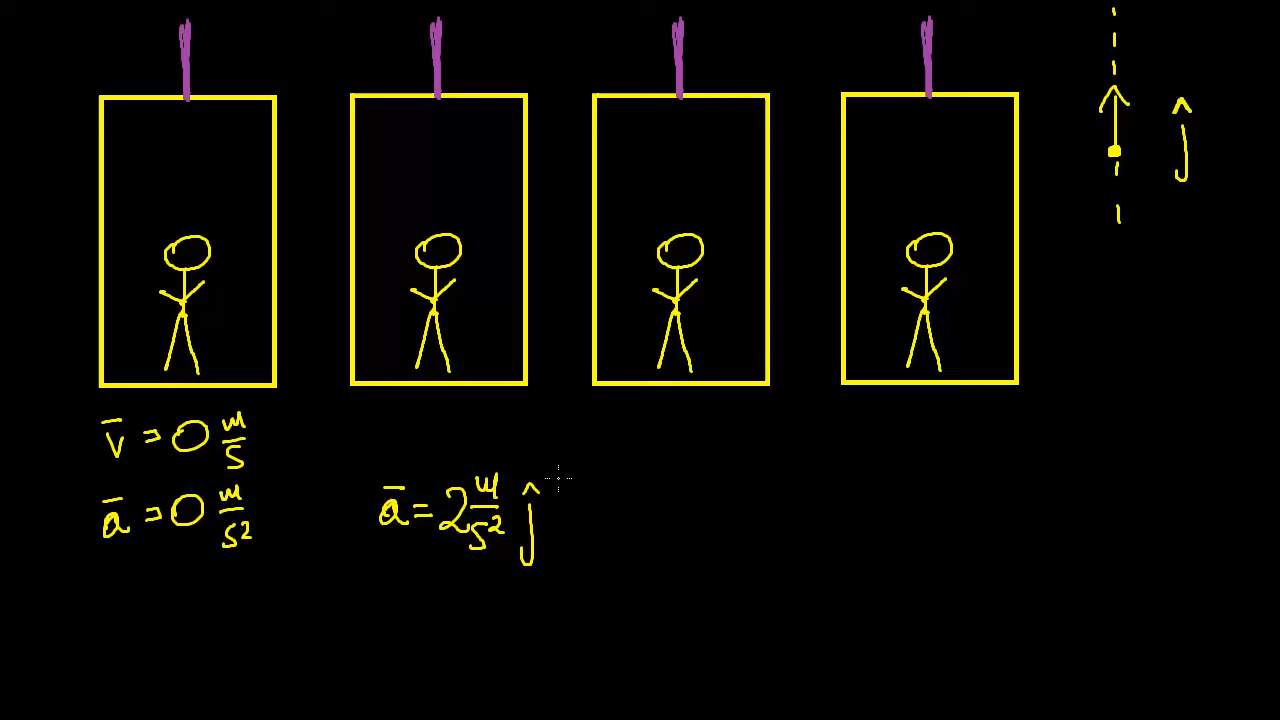 ĵ
v̅ = 0 m/s
a̅ = 0 m/s²
a̅ = 2 m/s² ĵ